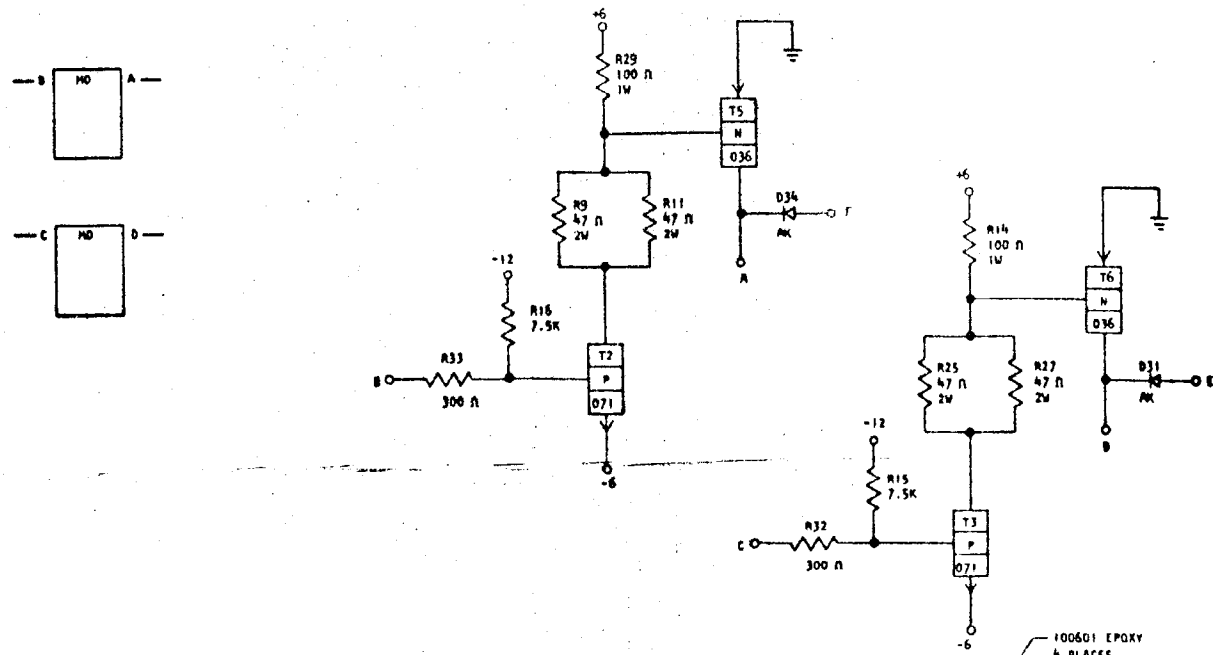 B MD A
C MD D
+6
R29
100 Ω
1W
T5
N
036
R9
47 Ω
2W
R11
47 Ω
2W
D34
AK
F
A
-12
R16
7.5K
R33
300 Ω
B
T2
P
071
-6
+6
R14
100 Ω
1W
T6
N
036
R25
47 Ω
2W
R27
47 Ω
2W
D31
AK
E
D
-12
R15
7.5K
R32
300 Ω
C
T3
P
071
-6
100601 EPOXY
4 PLACES